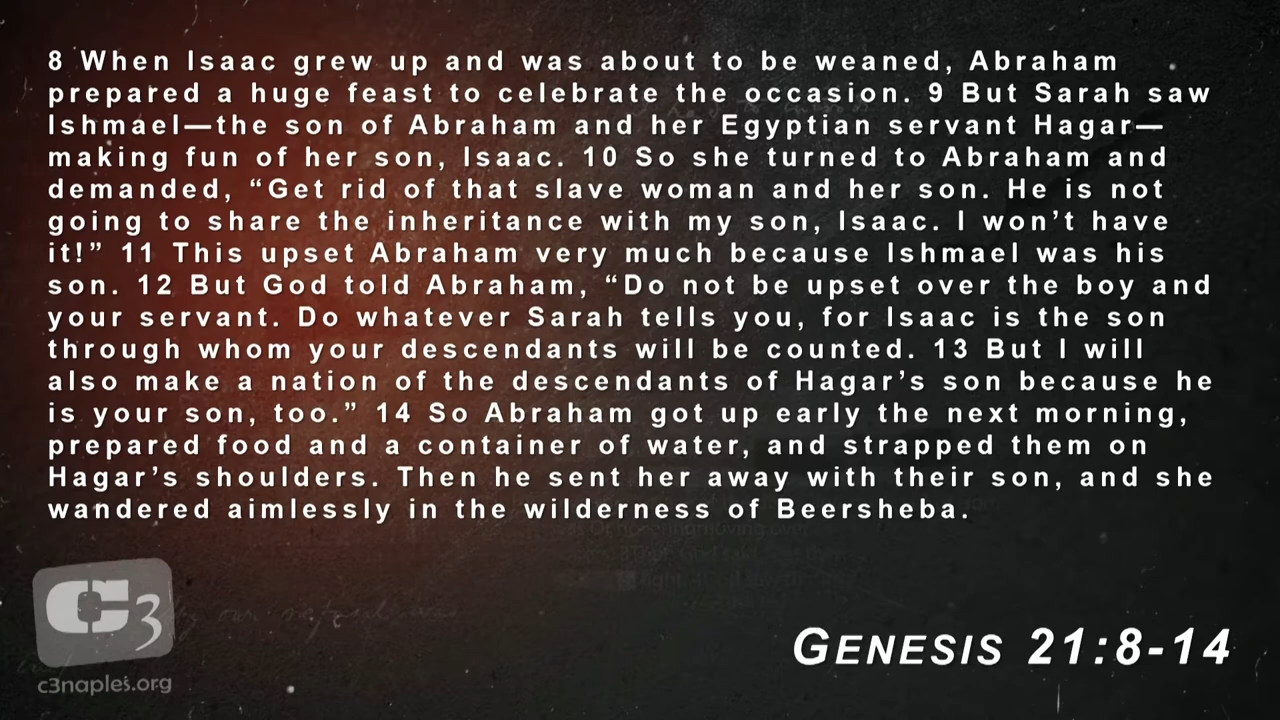 8 When Isaac grew up and was about to be weaned, Abraham
prepared a huge feast to celebrate the occasion. 9 But Sarah saw
Ishmael—the son of Abraham and her Egyptian servant Hagar—
making fun of her son, Isaac. 10 So she turned to Abraham and
demanded, “Get rid of that slave woman and her son. He is not
going to share the inheritance with my son, Isaac. I won’t have
it!” 11 This upset Abraham very much because Ishmael was his
son. 12 But God told Abraham, “Do not be upset over the boy and
your servant. Do whatever Sarah tells you, for Isaac is the son
through whom your descendants will be counted. 13 But I will
also make a nation of the descendants of Hagar’s son because he
is your son, too.” 14 So Abraham got up early the next morning,
prepared food and a container of water, and strapped them on
Hagar’s shoulders. Then he sent her away with their son, and she
wandered aimlessly in the wilderness of Beersheba.
C3
c3naples.org
GENESIS 21:8-14